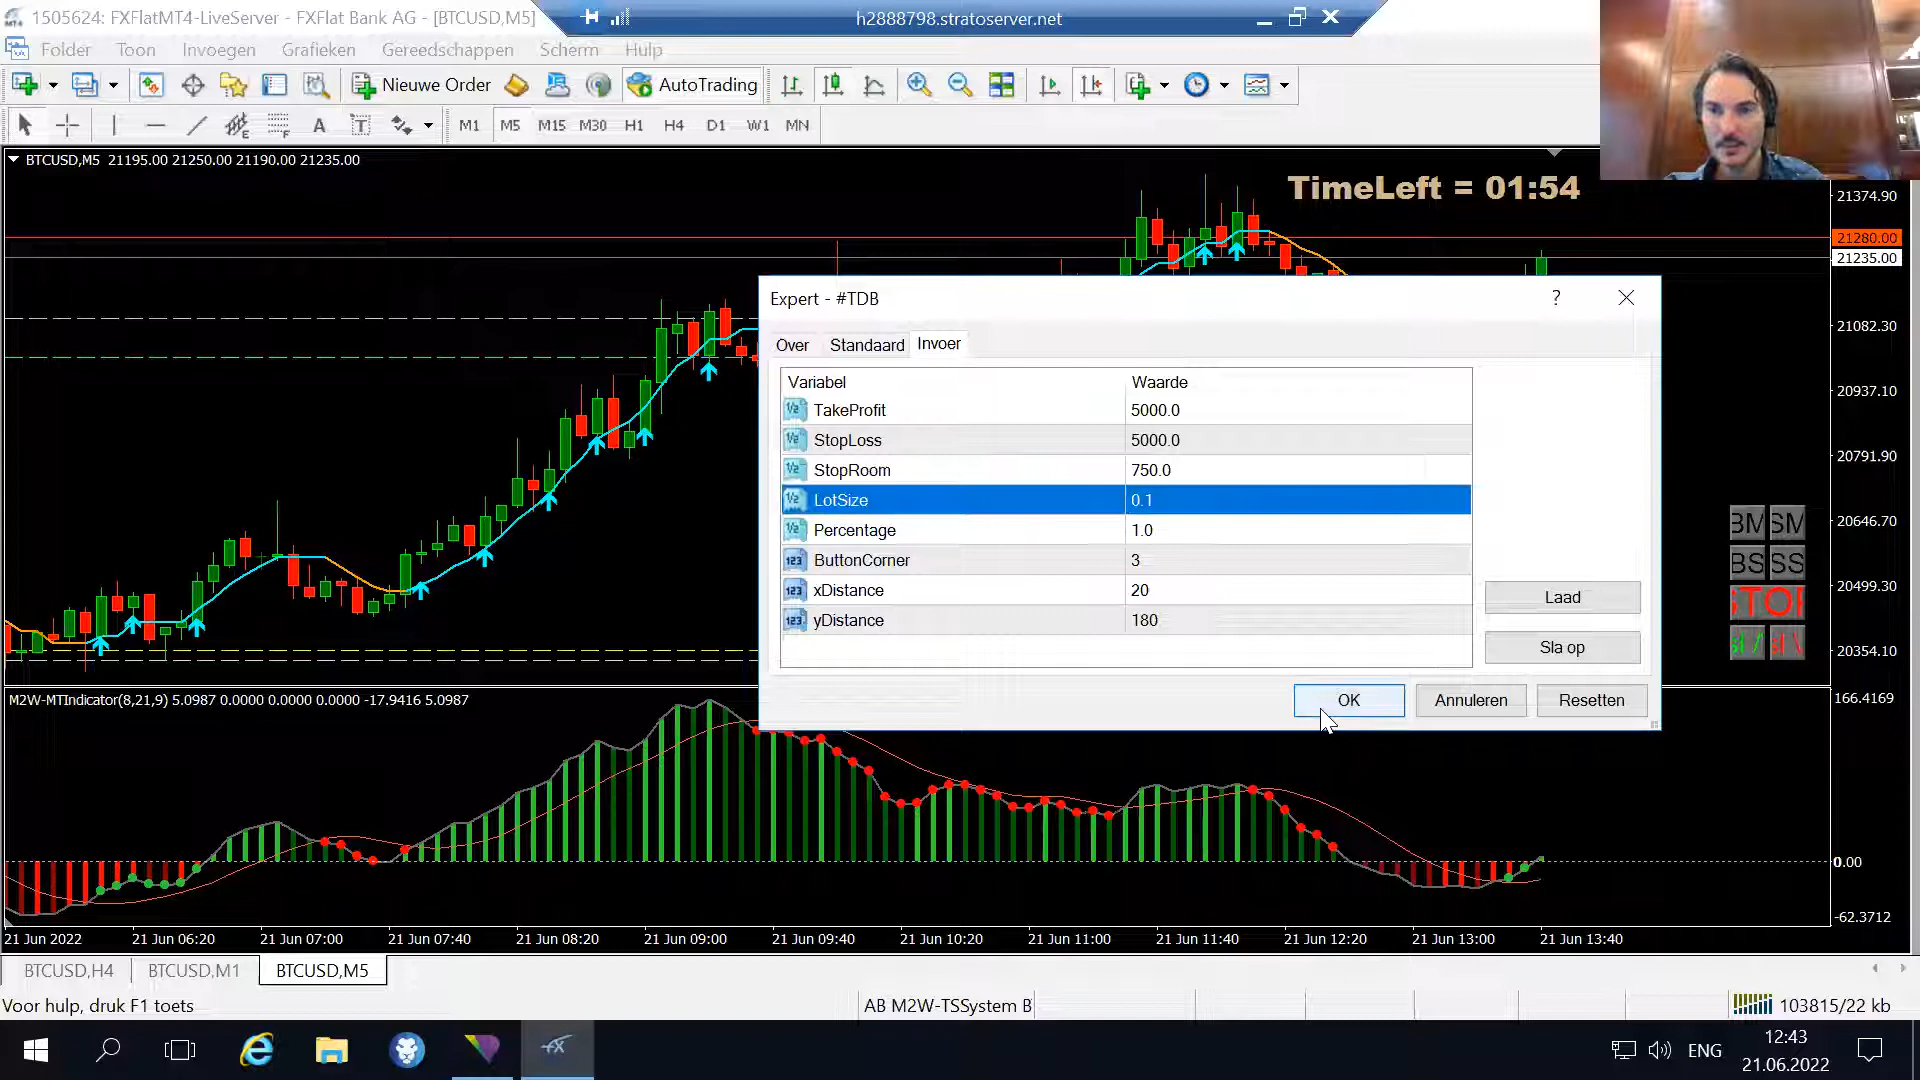 1505624: FXFlatMT4-LiveServer - FXFlat Bank AG - [BTCUSD,M5]
h2888798.stratoserver.net
Folder Toon Invoegen Grafieken Gereedschappen Scherm Hulp
Nieuwe Order AutoTrading
A T M1 M5 M15 M30 H1 H4 D1 W1 MN
BTCUSD,M5 21195.00 21250.00 21190.00 21235.00
TimeLeft = 01:54
21374.90
21280.00
21235.00
21082.30
20937.10
20791.90
20646.70
20499.30
20354.10
Expert - #TDB
Over Standaard Invoer
Variabel Waarde
TakeProfit 5000.0
StopLoss 5000.0
StopRoom 750.0
LotSize 0.1
Percentage 1.0
ButtonCorner 3
xDistance 20
yDistance 180
Laad
Sla op
OK Annuleren Resetten
BM SM
BS SS
STOP
M2W-MTIndicator(8,21,9) 5.0987 0.0000 0.0000 0.0000 -17.9416 5.0987
166.4169
0.00
-62.3712
21 Jun 2022 21 Jun 06:20 21 Jun 07:00 21 Jun 07:40 21 Jun 08:20 21 Jun 09:00 21 Jun 09:40 21 Jun 10:20 21 Jun 11:00 21 Jun 11:40 21 Jun 12:20 21 Jun 13:00 21 Jun 13:40
BTCUSD,H4 BTCUSD,M1 BTCUSD,M5
Voor hulp, druk F1 toets
AB M2W-TSSystem B
103815/22 kb
ENG
12:43
21.06.2022